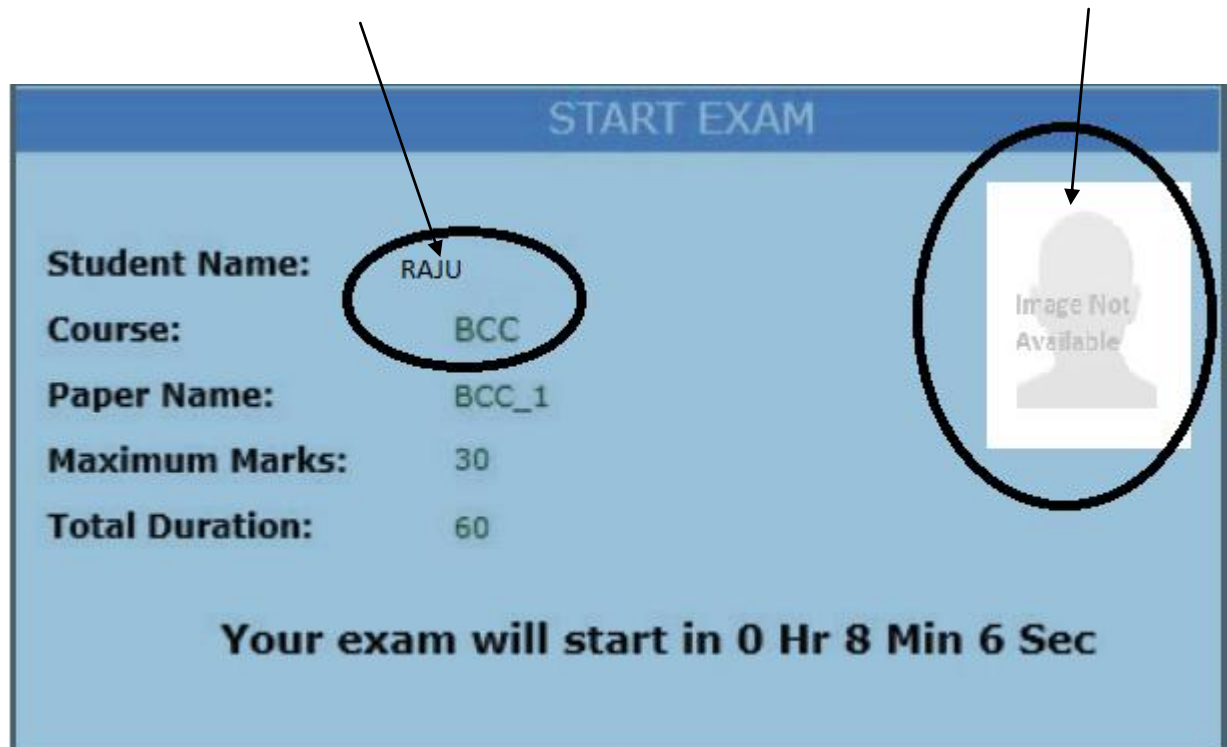 START EXAM
Student Name: RAJU
Course: BCC
Paper Name: BCC_1
Maximum Marks: 30
Total Duration: 60
Image Not
Available
Your exam will start in 0 Hr 8 Min 6 Sec